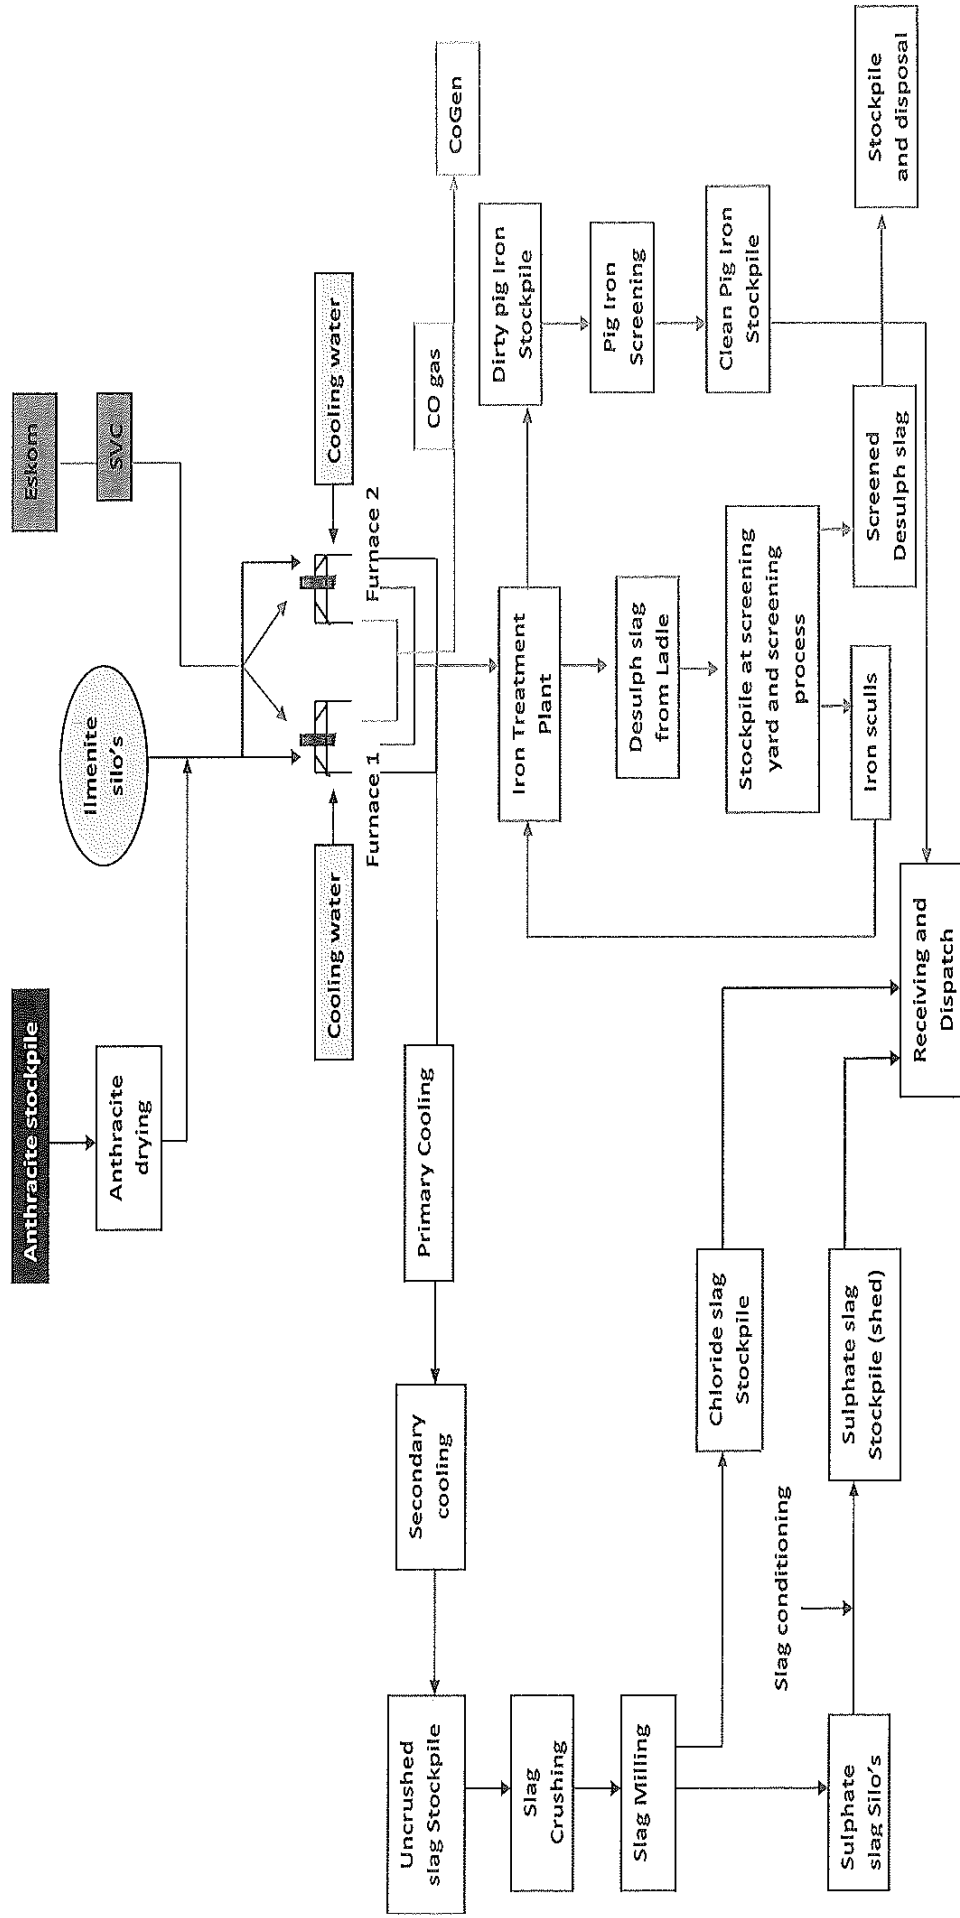 Anthracite stockpile
Anthracite
drying
Ilmenite
silo's
Eskom
SVC
Cooling water
Furnace 1
Furnace 2
Cooling water
CO gas
CoGen
Primary Cooling
Secondary
cooling
Uncrushed
slag Stockpile
Slag
Crushing
Slag Milling
Sulphate
slag Silo's
Slag conditioning
Chloride slag
Stockpile
Sulphate slag
Stockpile (shed)
Iron Treatment
Plant
Desulph slag
from Ladle
Stockpile at screening
yard and screening
process
Iron sculls
Screened
Desulph slag
Stockpile
and disposal
Dirty pig Iron
Stockpile
Pig Iron
Screening
Clean Pig Iron
Stockpile
Receiving and
Dispatch